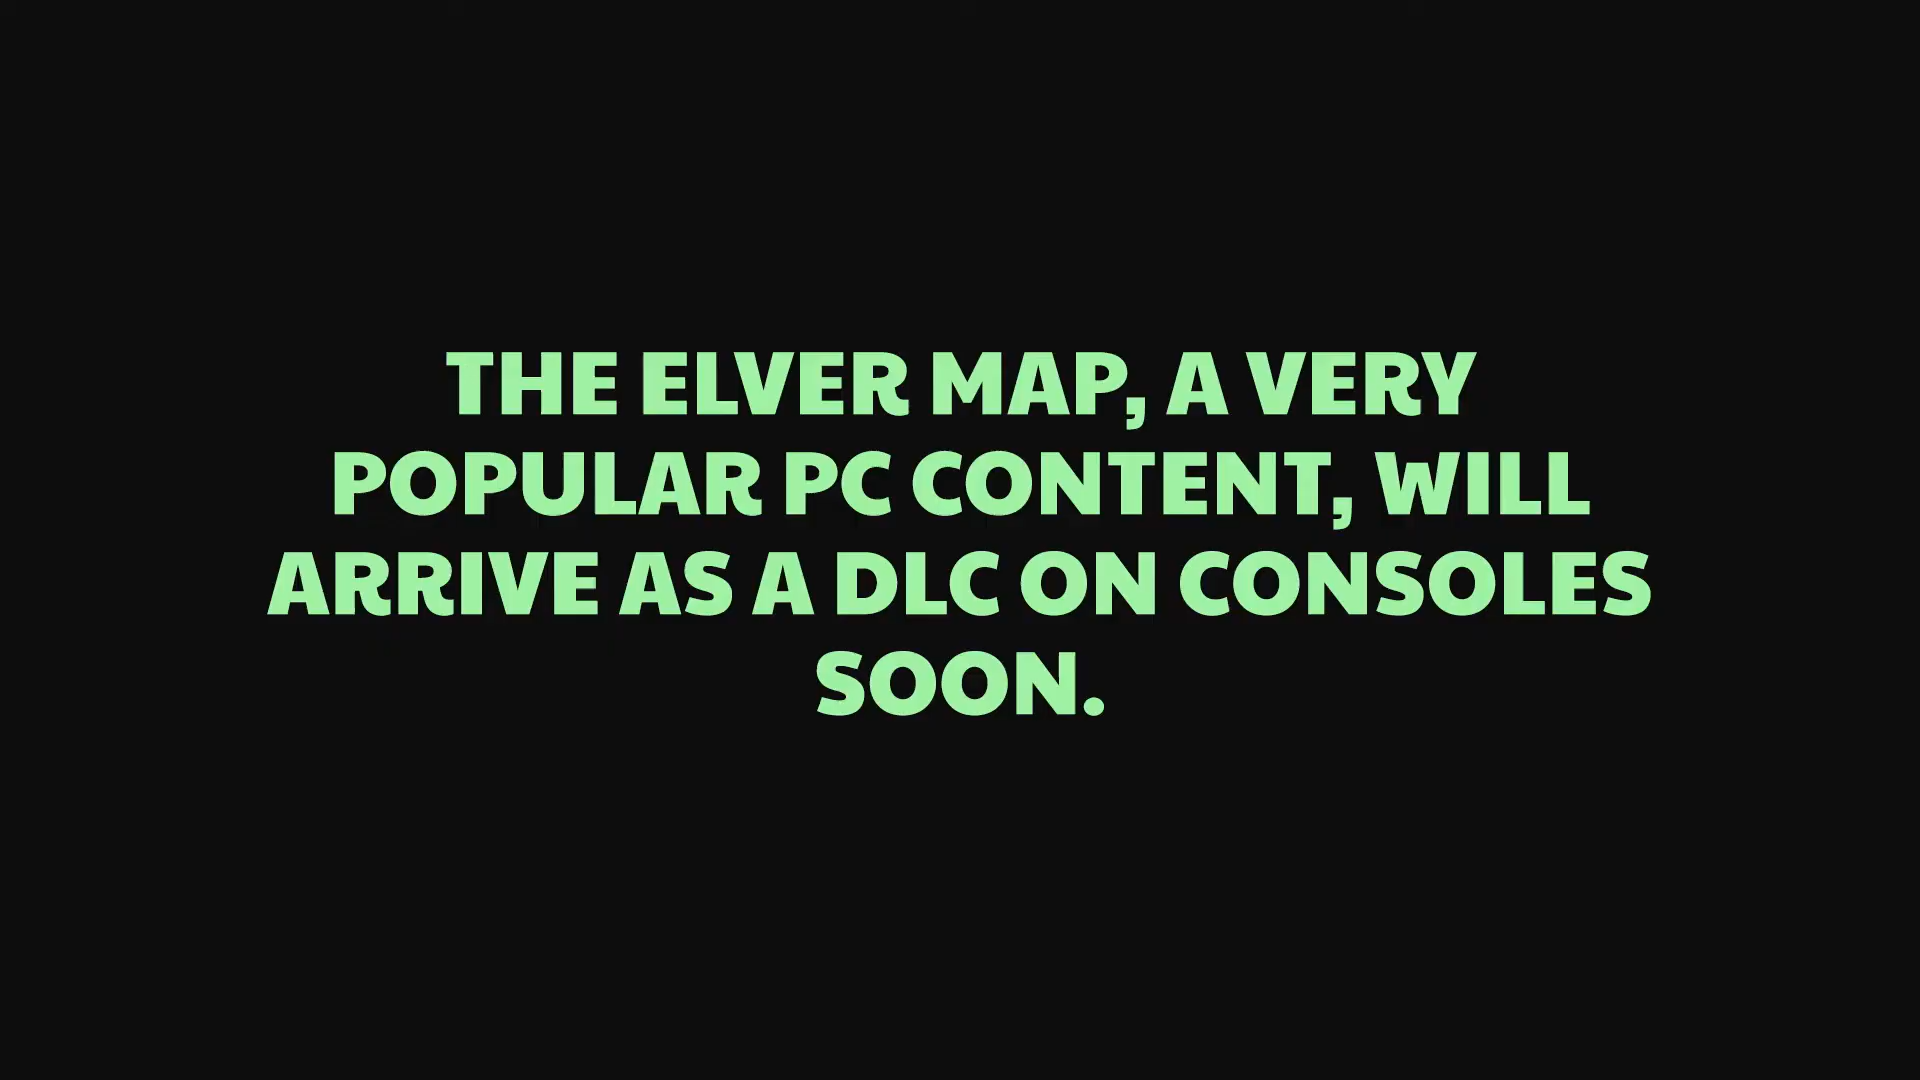 THE ELVER MAP, A VERY
POPULAR PC CONTENT, WILL
ARRIVE AS A DLC ON CONSOLES
SOON.